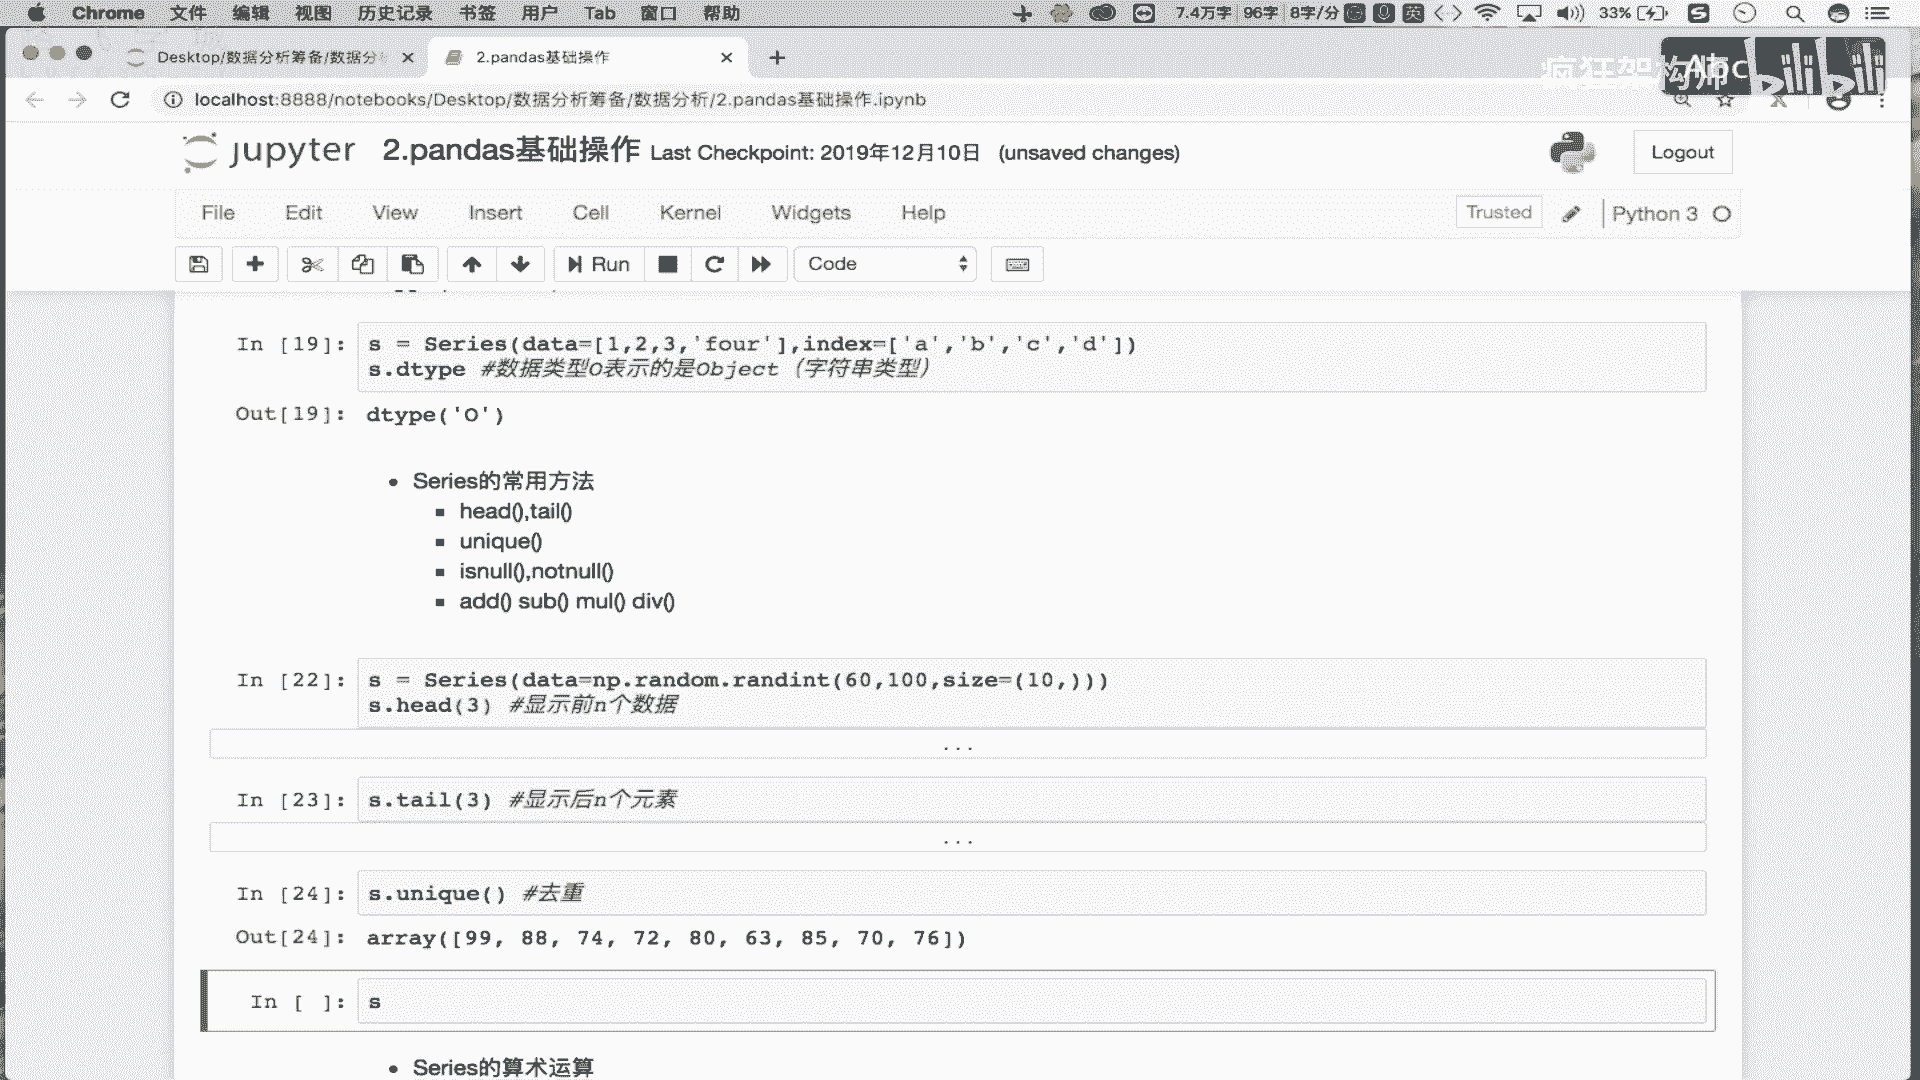 Chrome 文件 编辑 视图 历史记录 书签 用户 Tab 窗口 帮助 7.4万字 96字 8字/分 英 33%
Desktop/数据分析筹备/数据分 2.pandas基础操作
疯狂架构师 Abc bilibili
localhost:8888/notebooks/Desktop/数据分析筹备/数据分析/2.pandas基础操作.ipynb
jupyter 2.pandas基础操作 Last Checkpoint: 2019年12月10日 (unsaved changes) Logout
File Edit View Insert Cell Kernel Widgets Help Trusted Python 3
Run Code
In [19]: s = Series(data=[1,2,3,'four'],index=['a','b','c','d'])
s.dtype #数据类型O表示的是Object（字符串类型）
Out[19]: dtype('O')
Series的常用方法
head(),tail()
unique()
isnull(),notnull()
add() sub() mul() div()
In [22]: s = Series(data=np.random.randint(60,100,size=(10,)))
s.head(3) #显示前n个数据
...
In [23]: s.tail(3) #显示后n个元素
...
In [24]: s.unique() #去重
Out[24]: array([99, 88, 74, 72, 80, 63, 85, 70, 76])
In [ ]: s
Series的算术运算